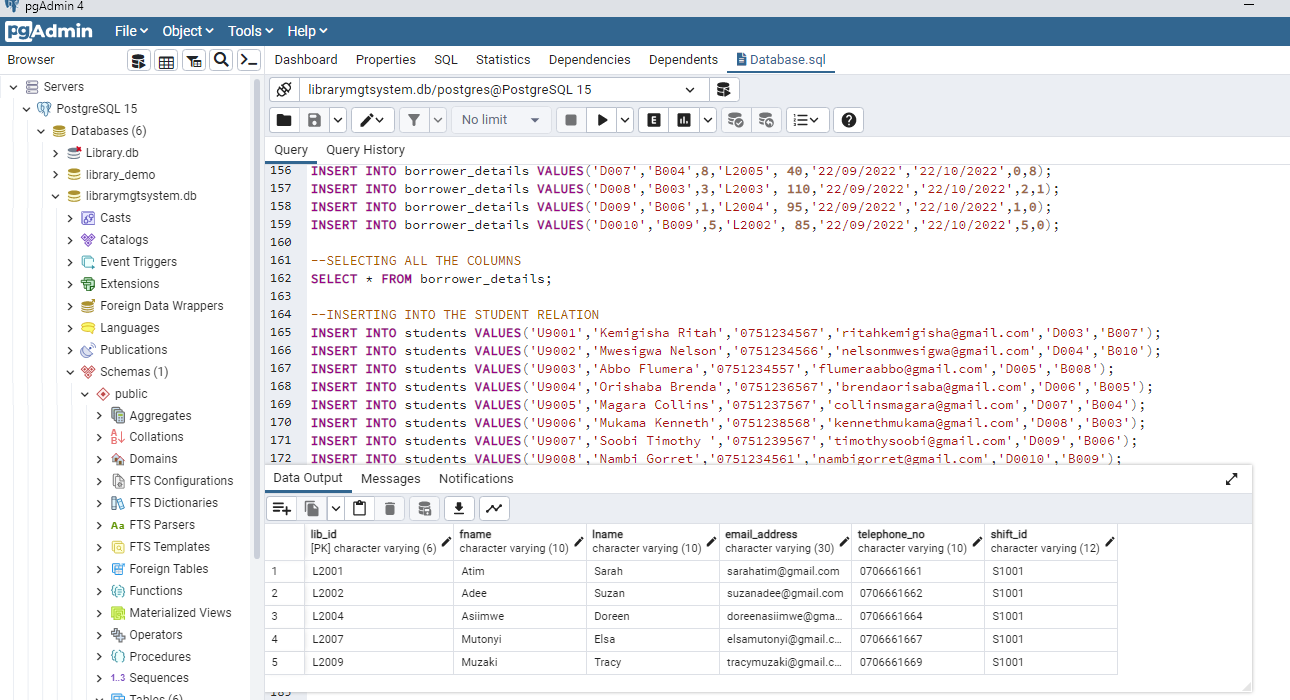 pgAdmin 4
pgAdmin File Object Tools Help
Browser
Dashboard Properties SQL Statistics Dependencies Dependents Database.sql
Servers
PostgreSQL 15
Databases (6)
Library.db
library_demo
librarymgtsystem.db
Casts
Catalogs
Event Triggers
Extensions
Foreign Data Wrappers
Languages
Publications
Schemas (1)
public
Aggregates
Collations
Domains
FTS Configurations
FTS Dictionaries
Aa FTS Parsers
FTS Templates
Foreign Tables
Functions
Materialized Views
Operators
Procedures
1..3 Sequences
Tables (6)
librarymgtsystem.db/postgres@PostgreSQL 15
No limit
Query Query History
156 INSERT INTO borrower_details VALUES('D007','B004',8,'L2005', 40,'22/09/2022','22/10/2022',0,8);
157 INSERT INTO borrower_details VALUES('D008','B003',3,'L2003', 110,'22/09/2022','22/10/2022',2,1);
158 INSERT INTO borrower_details VALUES('D009','B006',1,'L2004', 95,'22/09/2022','22/10/2022',1,0);
159 INSERT INTO borrower_details VALUES('D0010','B009',5,'L2002', 85,'22/09/2022','22/10/2022',5,0);
160
161 --SELECTING ALL THE COLUMNS
162 SELECT * FROM borrower_details;
163
164 --INSERTING INTO THE STUDENT RELATION
165 INSERT INTO students VALUES('U9001','Kemigisha Ritah','0751234567','ritahkemigisha@gmail.com','D003','B007');
166 INSERT INTO students VALUES('U9002','Mwesigwa Nelson','0751234566','nelsonmwesigwa@gmail.com','D004','B010');
167 INSERT INTO students VALUES('U9003','Abbo Flumera','0751234557','flumeraabbo@gmail.com','D005','B008');
168 INSERT INTO students VALUES('U9004','Orishaba Brenda','0751236567','brendaorisaba@gmail.com','D006','B005');
169 INSERT INTO students VALUES('U9005','Magara Collins','0751237567','collinsmagara@gmail.com','D007','B004');
170 INSERT INTO students VALUES('U9006','Mukama Kenneth','0751238568','kennethmukama@gmail.com','D008','B003');
171 INSERT INTO students VALUES('U9007','Soobi Timothy ','0751239567','timothysoobi@gmail.com','D009','B006');
172 INSERT INTO students VALUES('U9008','Nambi Gorret','0751234561','nambigorret@gmail.com','D0010','B009');
Data Output Messages Notifications
lib_id fname lname email_address telephone_no shift_id
[PK] character varying (6) character varying (10) character varying (10) character varying (30) character varying (10) character varying (12)
1 L2001 Atim Sarah sarahatim@gmail.com 0706661661 S1001
2 L2002 Adee Suzan suzanadee@gmail.com 0706661662 S1001
3 L2004 Asiimwe Doreen doreenasiimwe@gma... 0706661664 S1001
4 L2007 Mutonyi Elsa elsamutonyi@gmail.c... 0706661667 S1001
5 L2009 Muzaki Tracy tracymuzaki@gmail.c... 0706661669 S1001